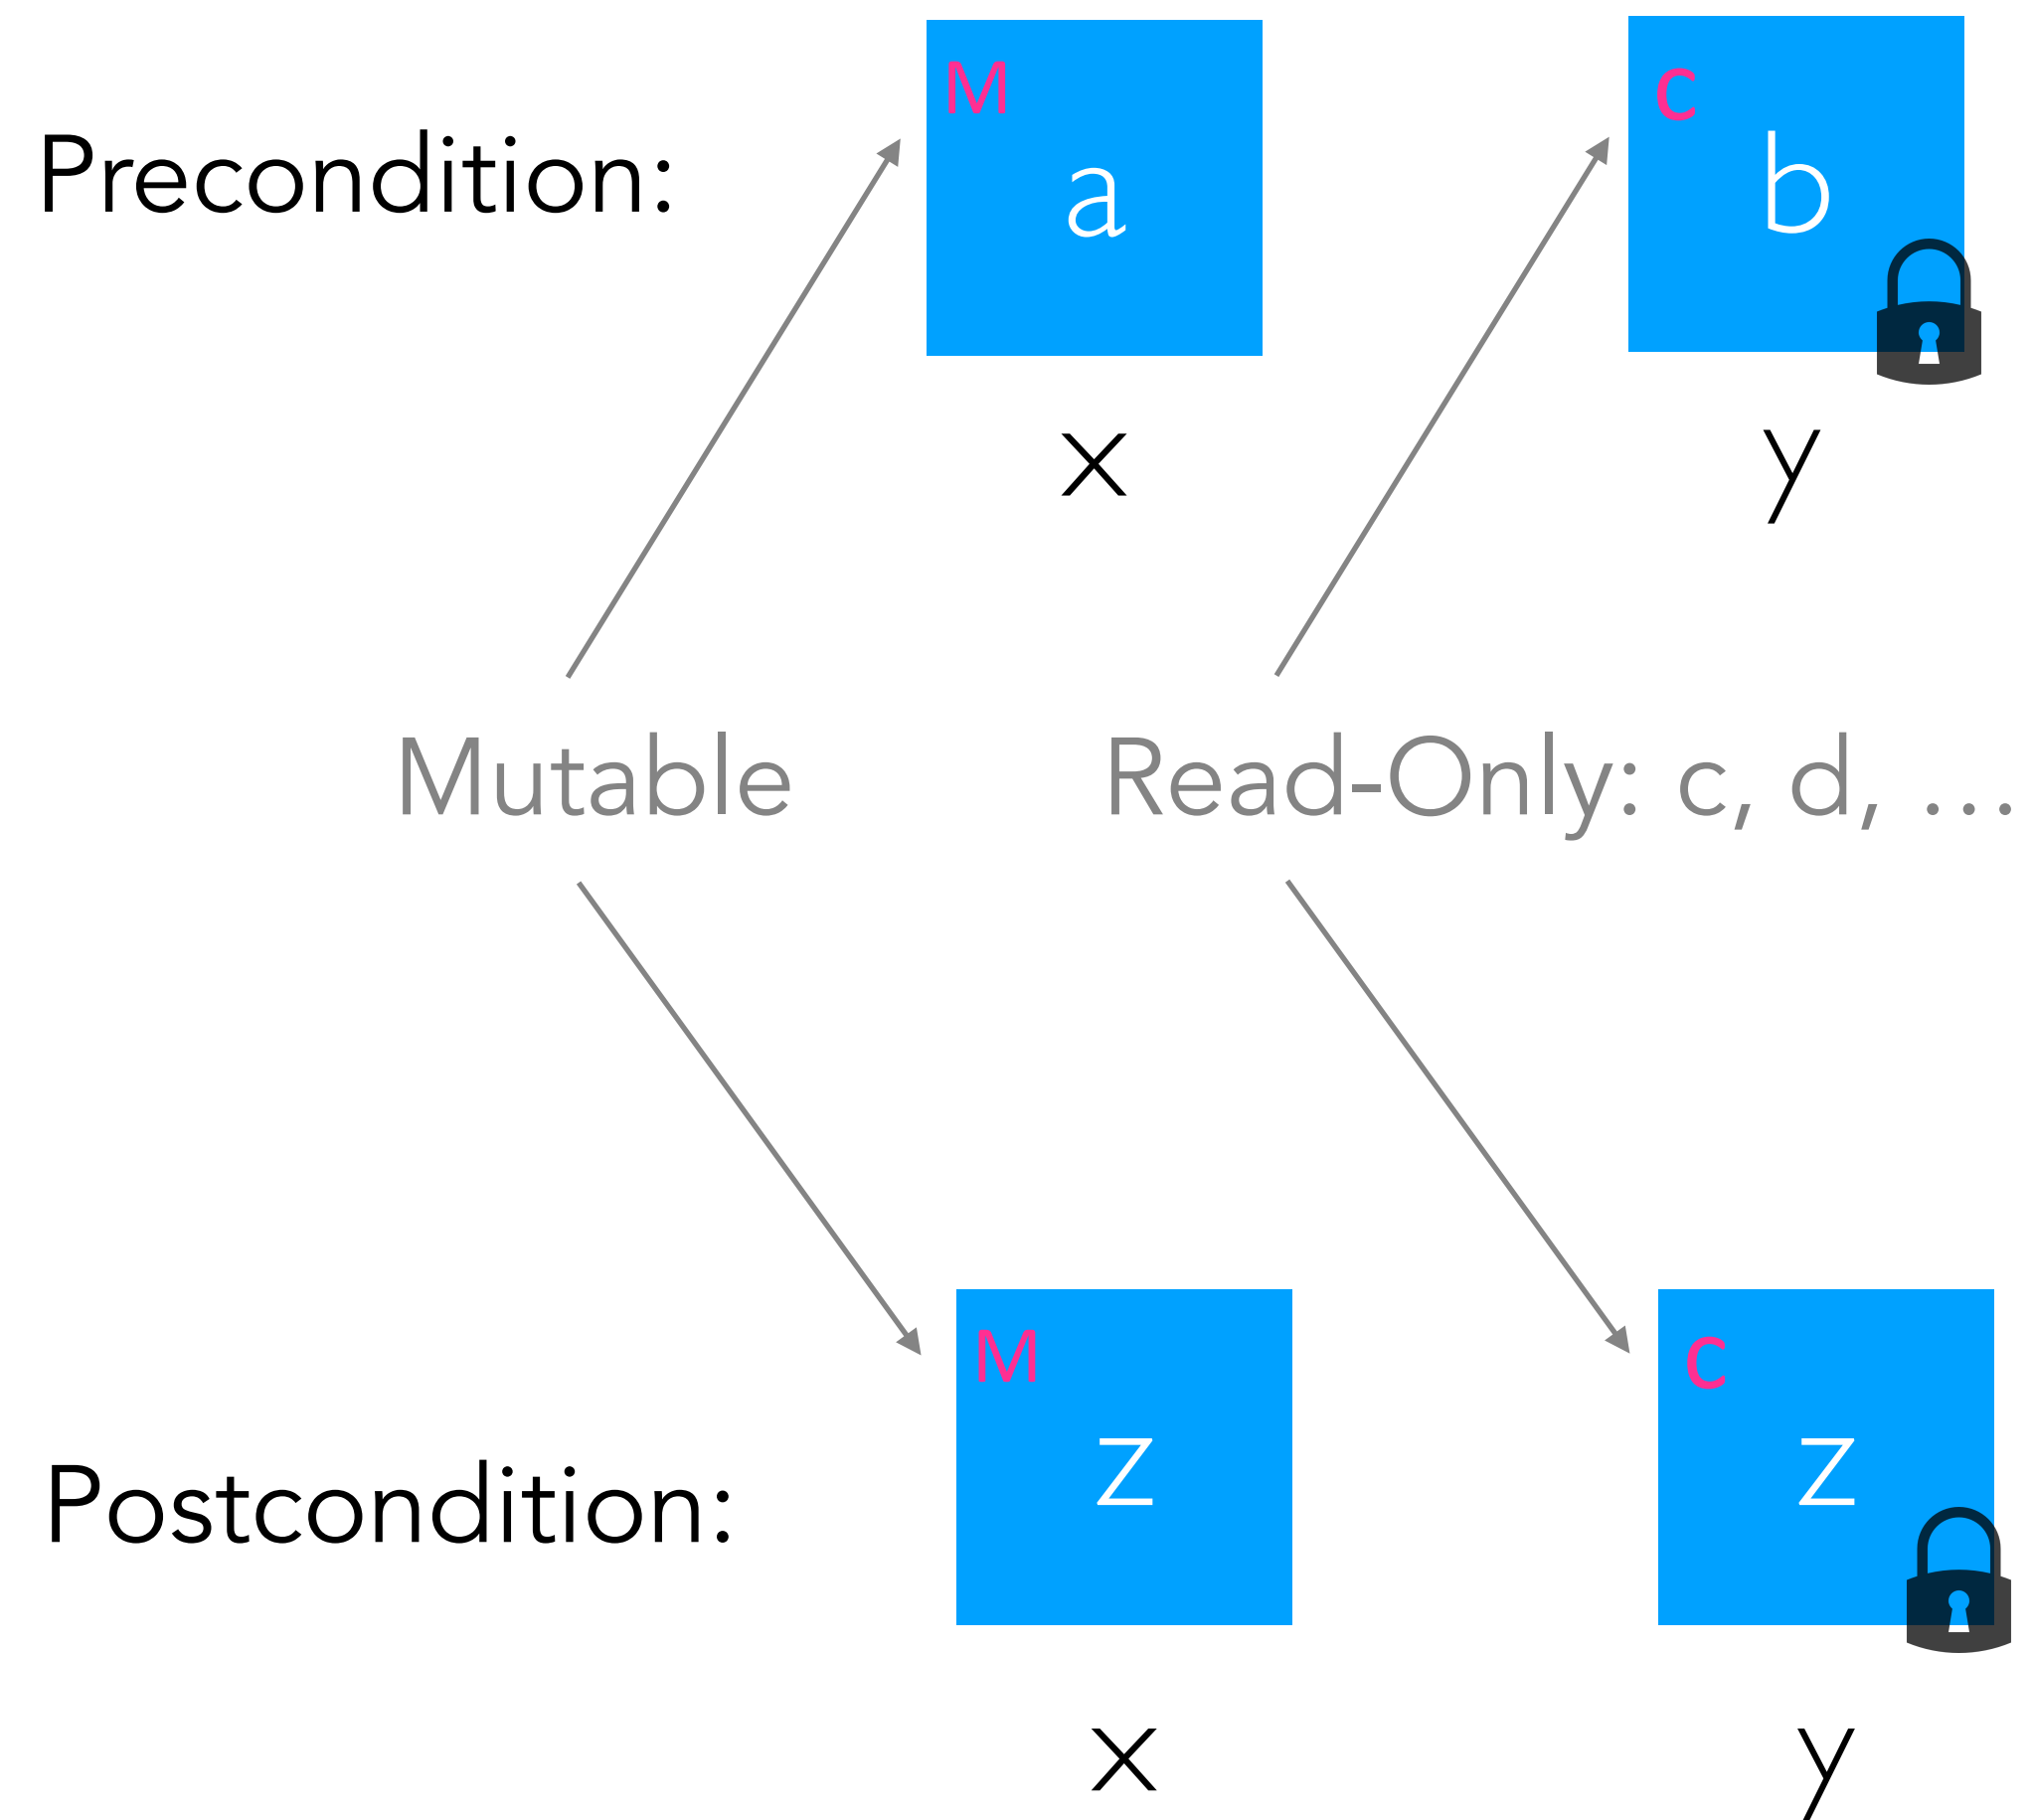 Precondition:
M
a
x
c
b
y
Mutable
Read-Only: c, d, ...
Postcondition:
M
z
x
c
z
y